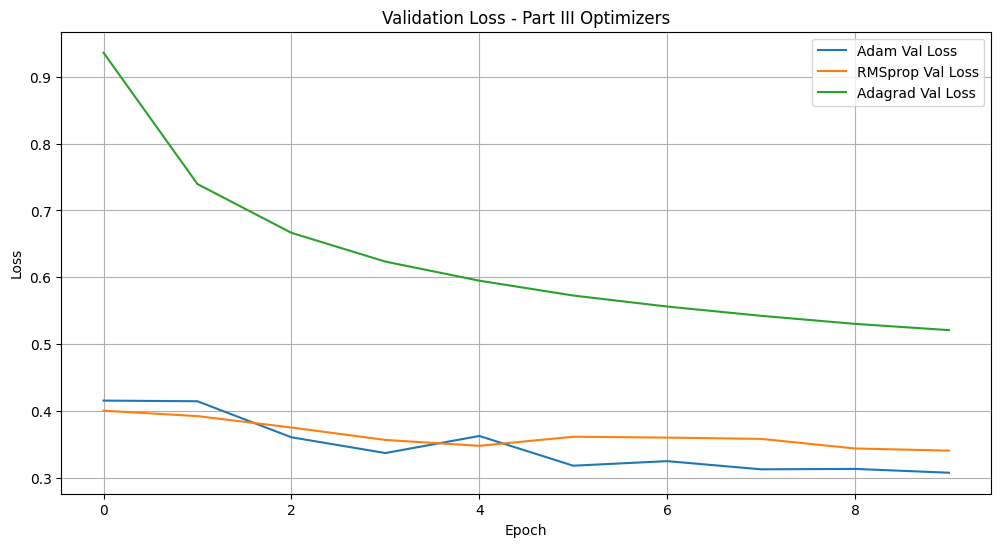 Validation Loss - Part III Optimizers
Adam Val Loss
RMSprop Val Loss
Adagrad Val Loss
Loss
0.9
0.8
0.7
0.6
0.5
0.4
0.3
0 2 4 6 8
Epoch